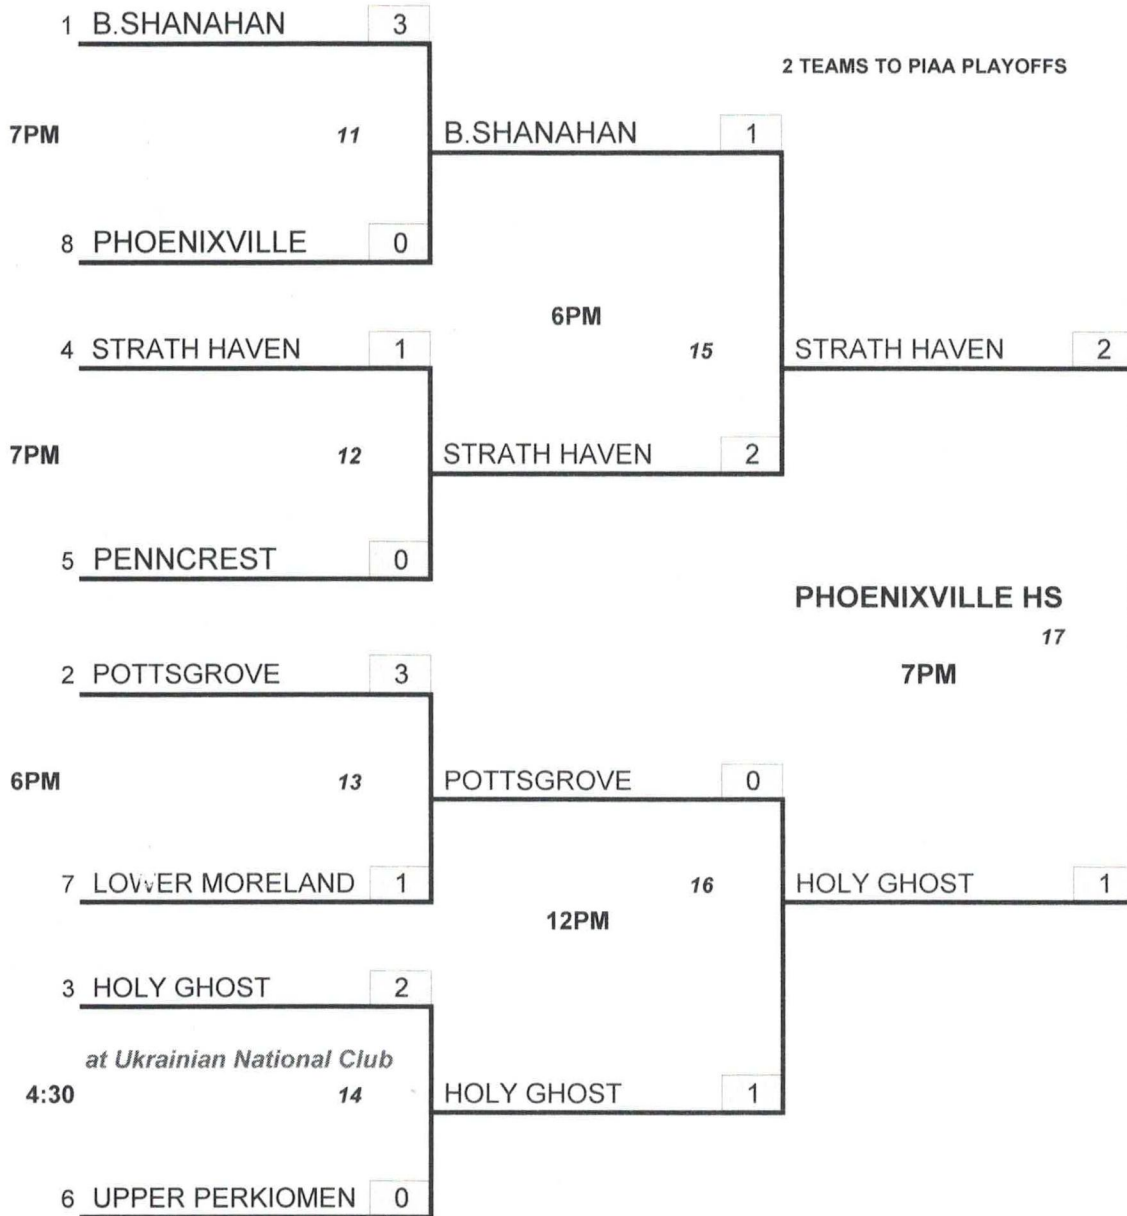 1 B.SHANAHAN 3
2 TEAMS TO PIAA PLAYOFFS
7PM 11 B.SHANAHAN 1
8 PHOENIXVILLE 0
6PM
4 STRATH HAVEN 1 15 STRATH HAVEN 2
7PM 12 STRATH HAVEN 2
5 PENNCREST 0
PHOENIXVILLE HS
17
2 POTTSGROVE 3 7PM
6PM 13 POTTSGROVE 0
7 LOWER MORELAND 1 16 HOLY GHOST 1
12PM
3 HOLY GHOST 2
at Ukrainian National Club
4:30 14 HOLY GHOST 1
6 UPPER PERKIOMEN 0